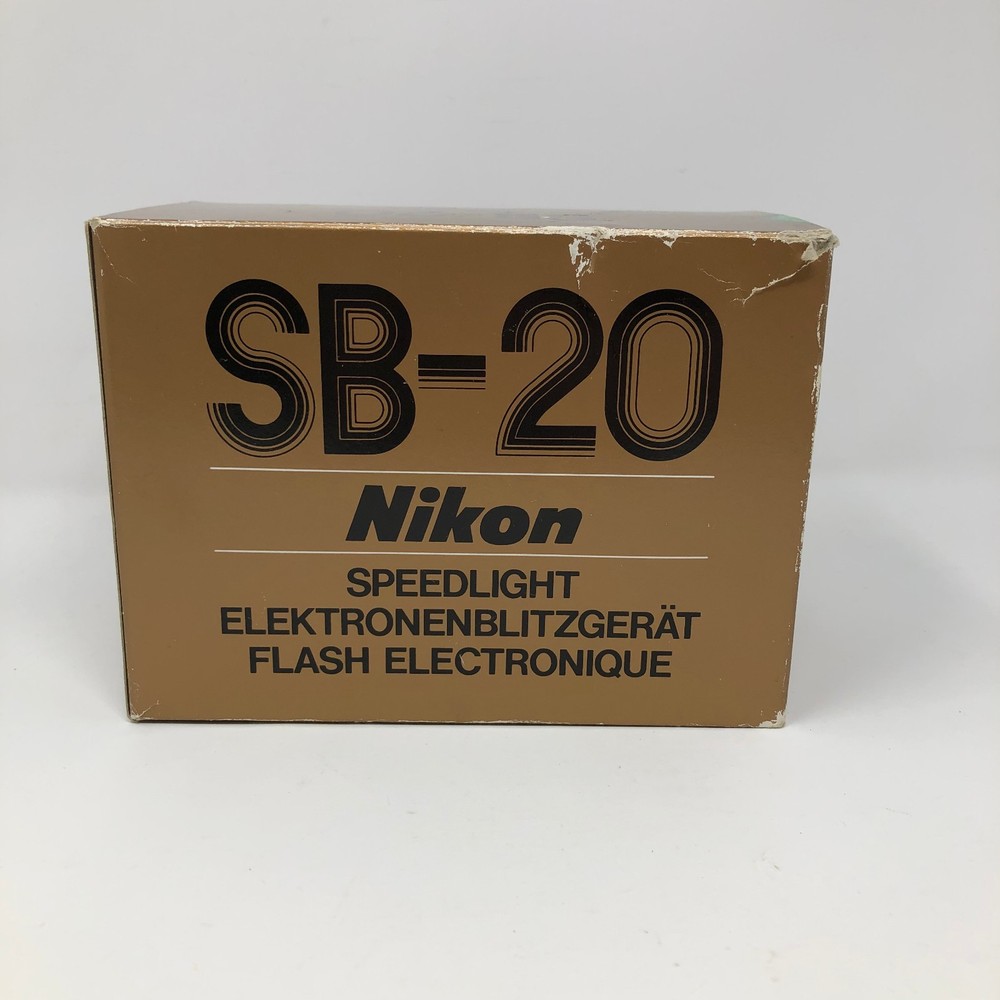 SB-20
Nikon
SPEEDLIGHT
ELEKTRONENBLITZGERÄT
FLASH ELECTRONIQUE